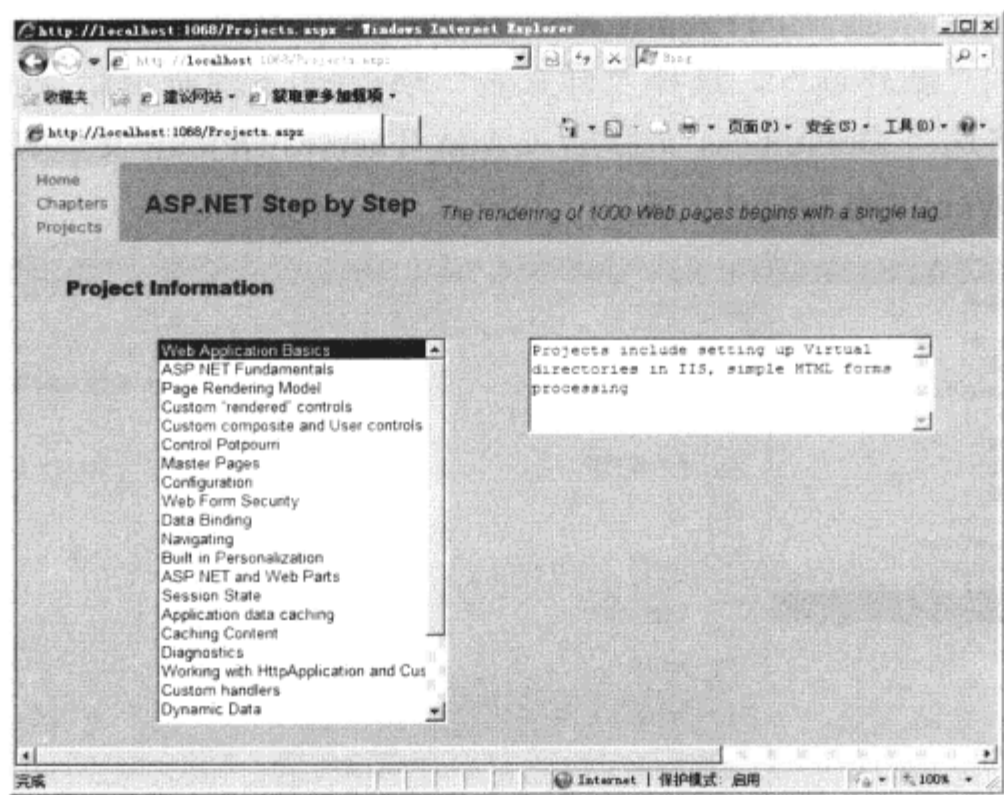 http://localhost:1068/Projects.aspx - Windows Internet Explorer
http://localhost:1068/Projects.aspx
Bing
收藏夹 建议网站 获取更多加载项
http://localhost:1068/Projects.aspx
页面(P) 安全(S) 工具(O)
Home
Chapters
Projects
ASP.NET Step by Step
The rendering of 1000 Web pages begins with a single tag
Project Information
Web Application Basics
ASP NET Fundamentals
Page Rendering Model
Custom "rendered" controls
Custom composite and User controls
Control Potpourri
Master Pages
Configuration
Web Form Security
Data Binding
Navigating
Built in Personalization
ASP NET and Web Parts
Session State
Application data caching
Caching Content
Diagnostics
Working with HttpApplication and Cus
Custom handlers
Dynamic Data
Projects include setting up Virtual
directories in IIS, simple HTML forms
processing
完成
Internet | 保护模式: 启用
100%